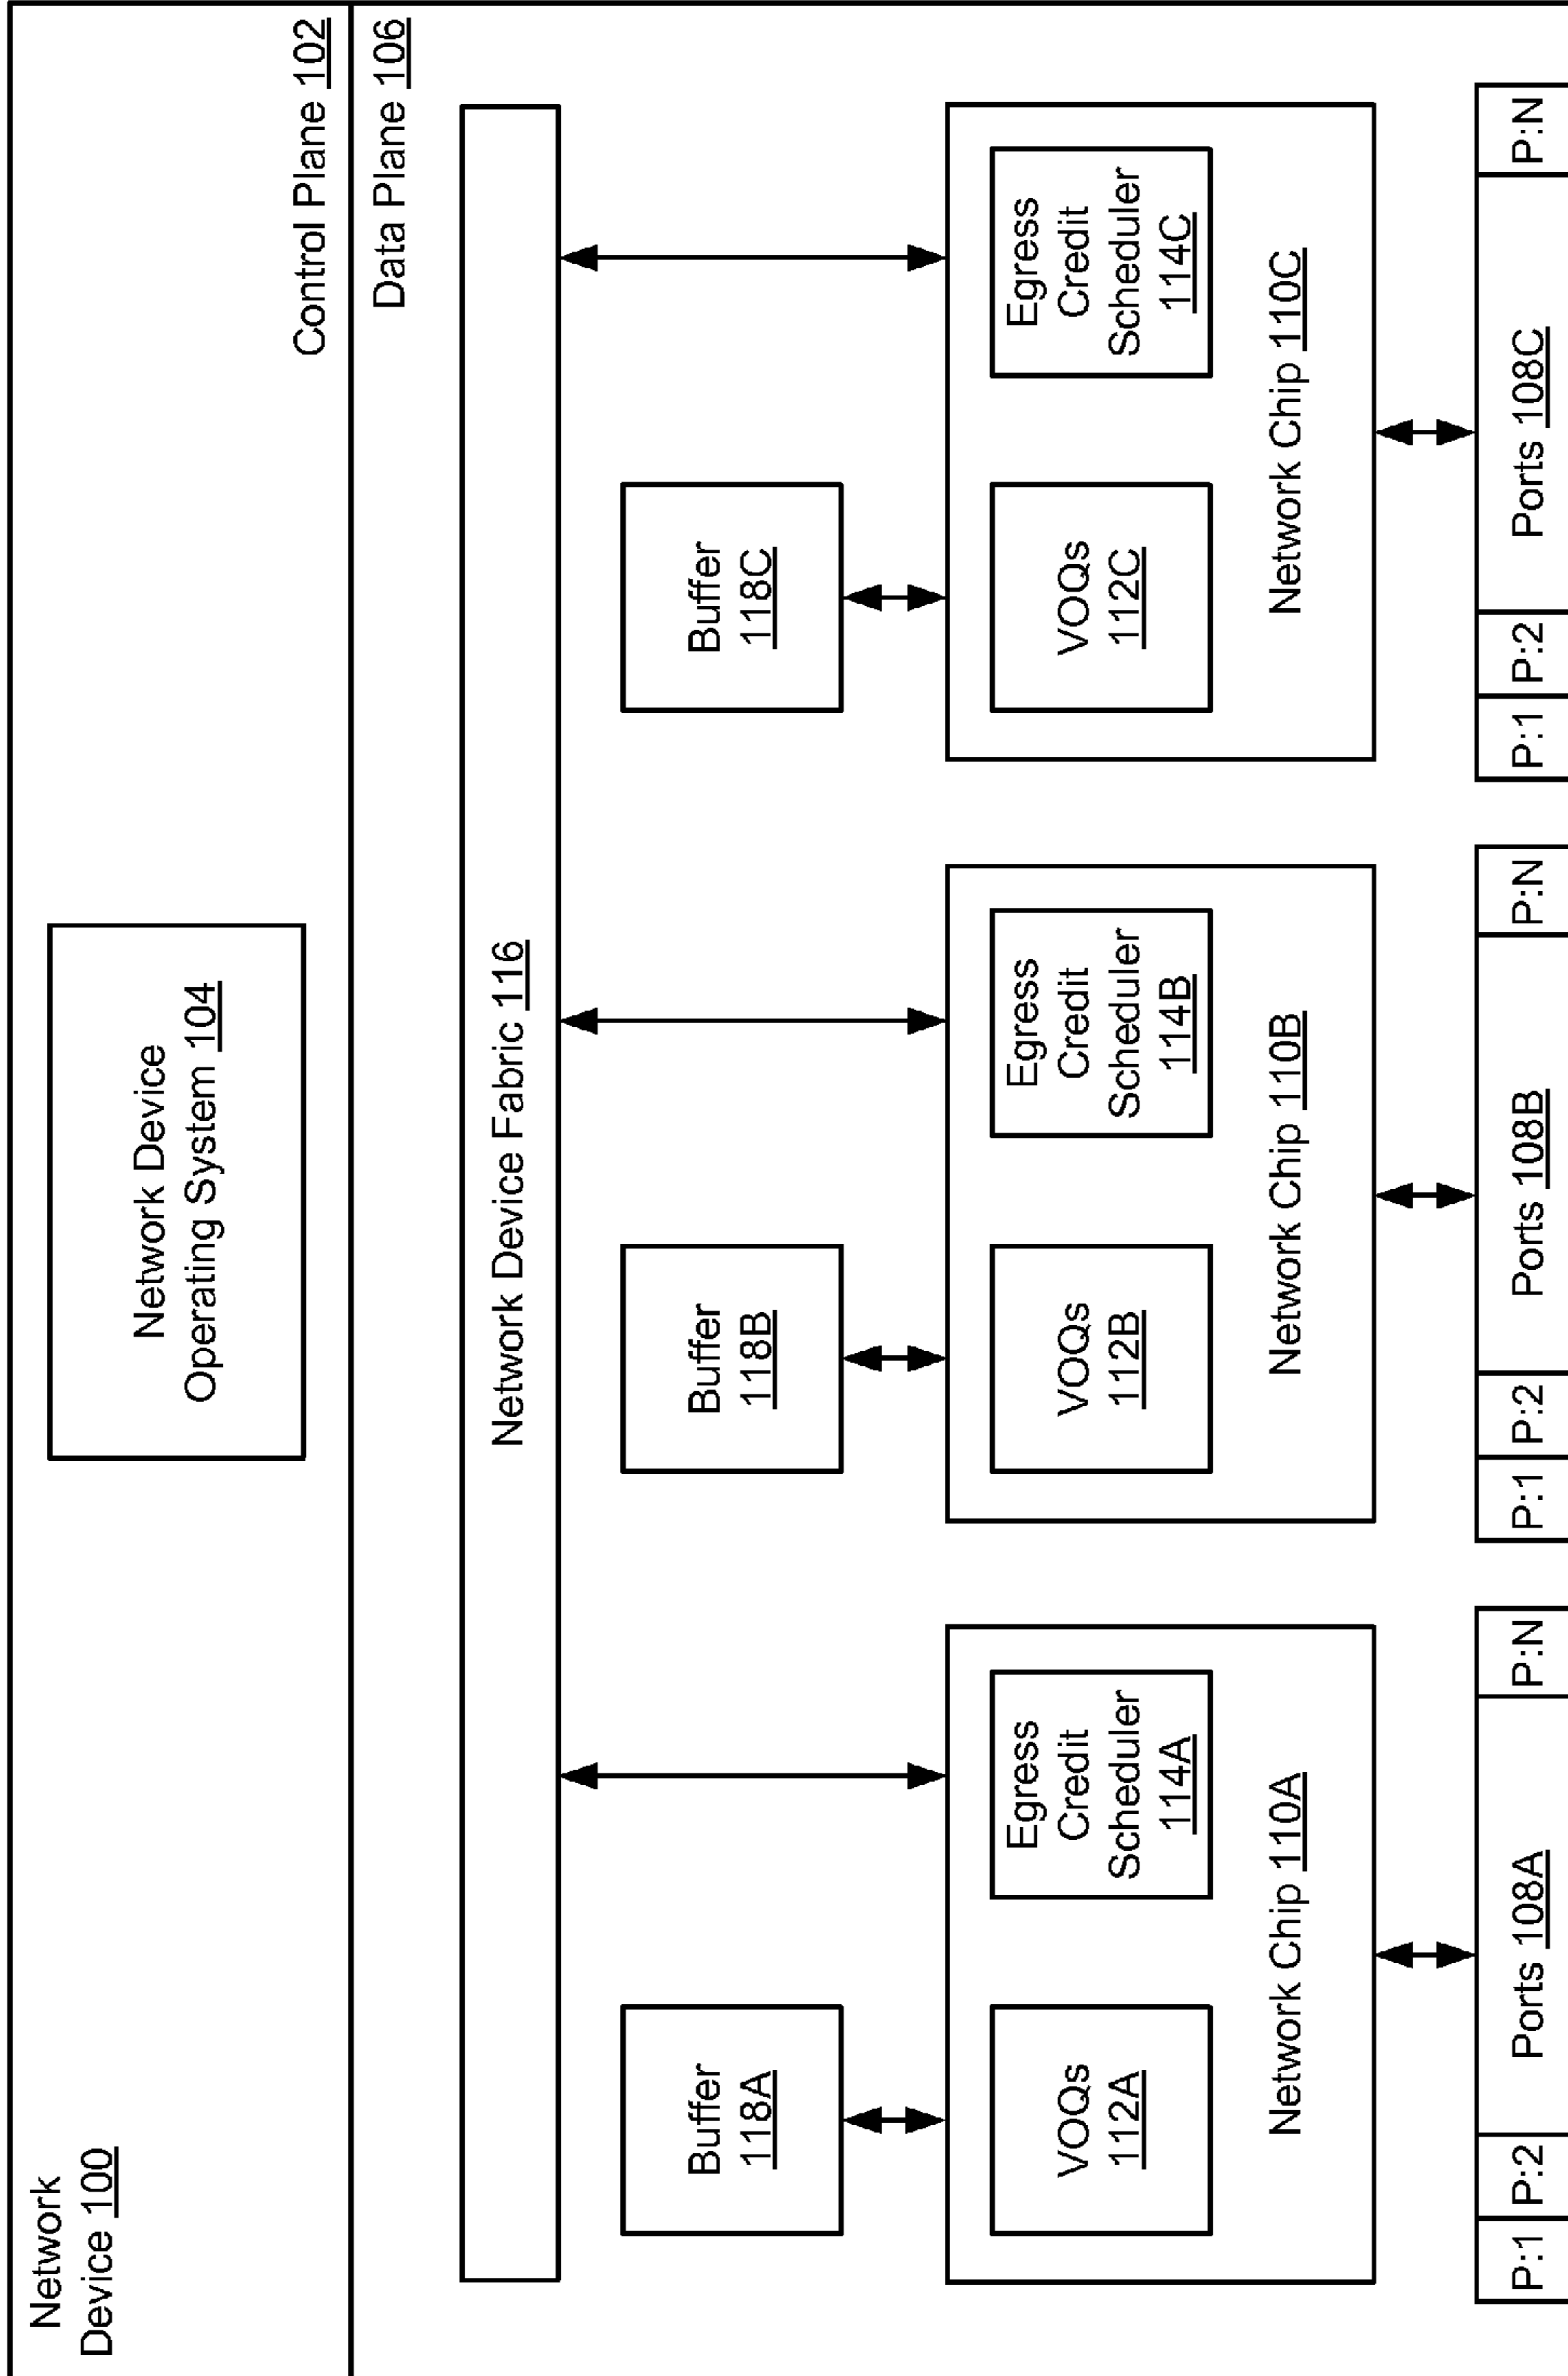 Network
Device 100
Network Device
Operating System 104
Control Plane 102
Data Plane 106
Network Device Fabric 116
Buffer
118A
Buffer
118B
Buffer
118C
VOQs
112A
Egress
Credit
Scheduler
114A
Network Chip 110A
VOQs
112B
Egress
Credit
Scheduler
114B
Network Chip 110B
VOQs
112C
Egress
Credit
Scheduler
114C
Network Chip 110C
P:1 P:2 Ports 108A P:N
P:1 P:2 Ports 108B P:N
P:1 P:2 Ports 108C P:N